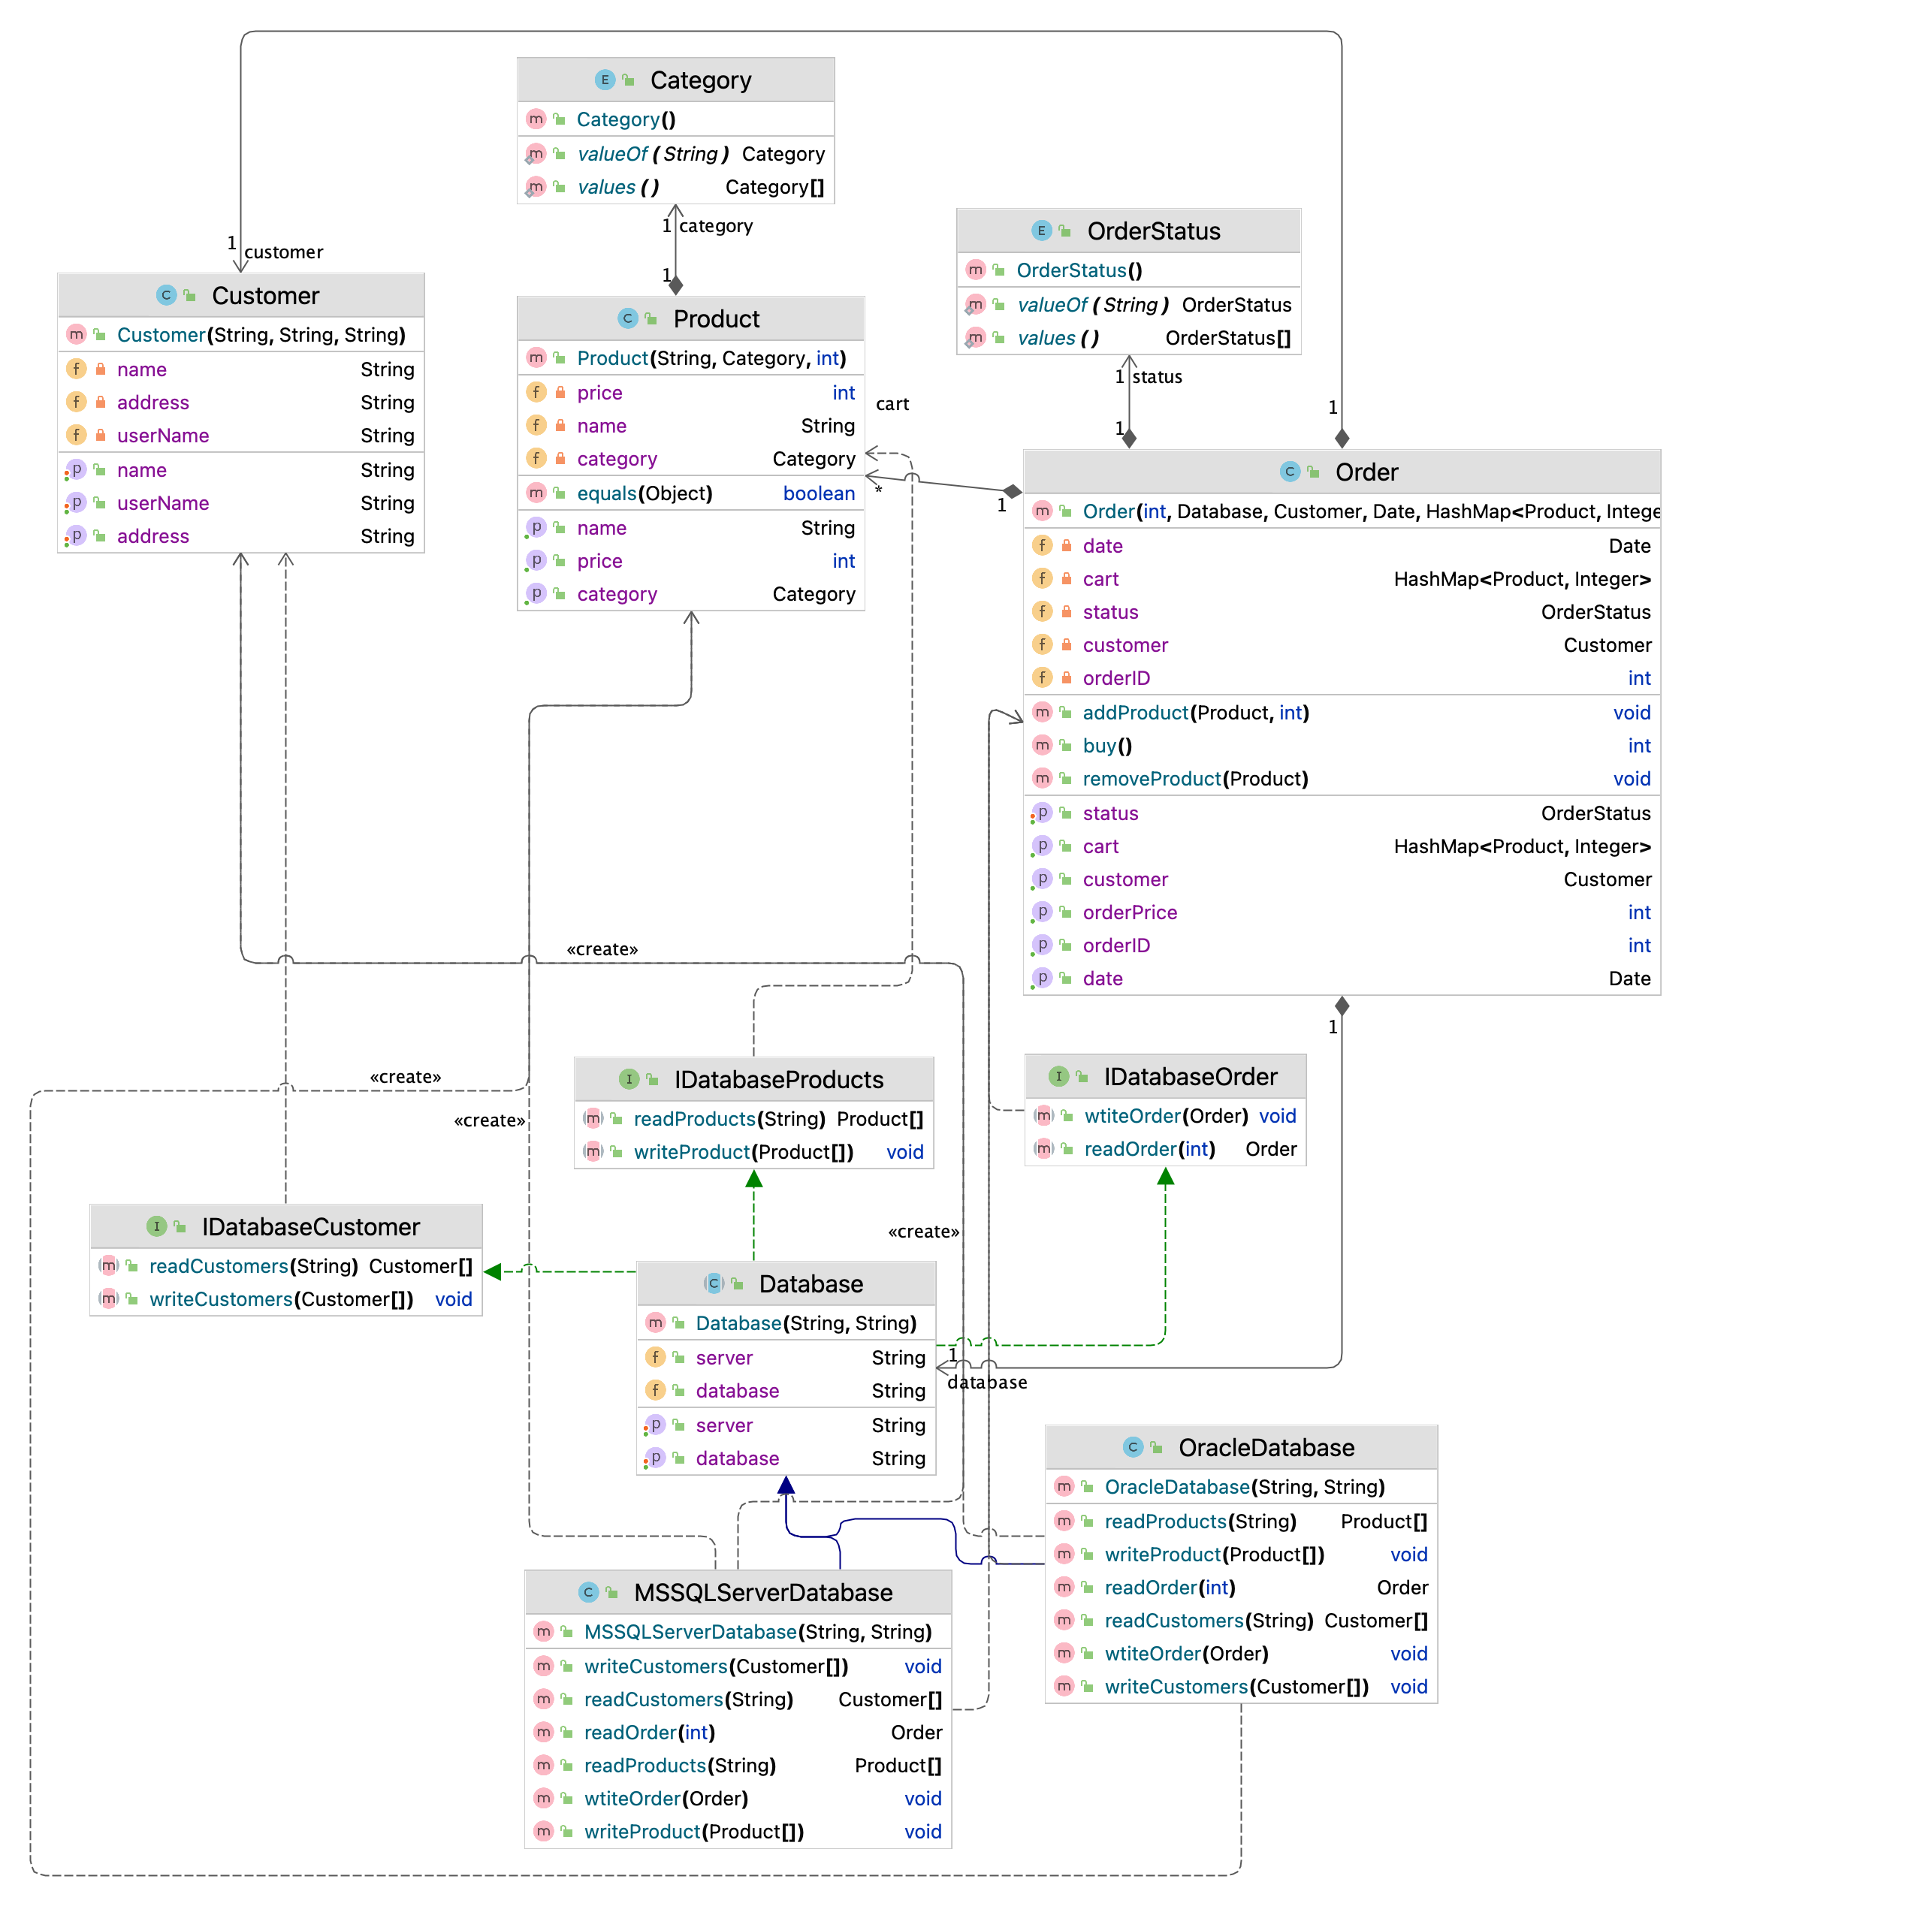 Category
Category()
valueOf(String) Category
values() Category[]
1 category
1
1 customer
OrderStatus
OrderStatus()
valueOf(String) OrderStatus
values() OrderStatus[]
1 status
1
1
Customer
Customer(String, String, String)
name String
address String
userName String
name String
userName String
address String
Product
Product(String, Category, int)
price int
name String
category Category
equals(Object) boolean
name String
price int
category Category
cart
*
1
Order
Order(int, Database, Customer, Date, HashMap<Product, Intege
date Date
cart HashMap<Product, Integer>
status OrderStatus
customer Customer
orderID int
addProduct(Product, int) void
buy() int
removeProduct(Product) void
status OrderStatus
cart HashMap<Product, Integer>
customer Customer
orderPrice int
orderID int
date Date
1
«create»
«create»
«create»
«create»
IDatabaseProducts
readProducts(String) Product[]
writeProduct(Product[]) void
IDatabaseOrder
wtiteOrder(Order) void
readOrder(int) Order
IDatabaseCustomer
readCustomers(String) Customer[]
writeCustomers(Customer[]) void
Database
Database(String, String)
server String
database String
server String
database String
1
database
OracleDatabase
OracleDatabase(String, String)
readProducts(String) Product[]
writeProduct(Product[]) void
readOrder(int) Order
readCustomers(String) Customer[]
wtiteOrder(Order) void
writeCustomers(Customer[]) void
MSSQLServerDatabase
MSSQLServerDatabase(String, String)
writeCustomers(Customer[]) void
readCustomers(String) Customer[]
readOrder(int) Order
readProducts(String) Product[]
wtiteOrder(Order) void
writeProduct(Product[]) void